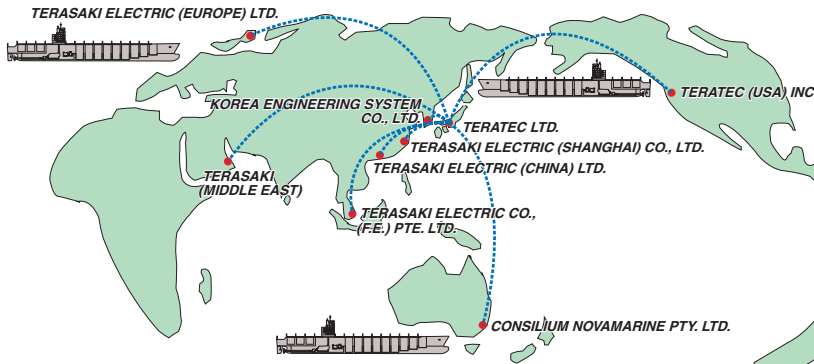 TERASAKI ELECTRIC (EUROPE) LTD.
KOREA ENGINEERING SYSTEM
CO., LTD.
TERATEC (USA) INC
TERATEC LTD.
TERASAKI ELECTRIC (SHANGHAI) CO., LTD.
TERASAKI ELECTRIC (CHINA) LTD.
TERASAKI
(MIDDLE EAST)
TERASAKI ELECTRIC CO.,
(F.E.) PTE. LTD.
CONSILIUM NOVAMARINE PTY. LTD.